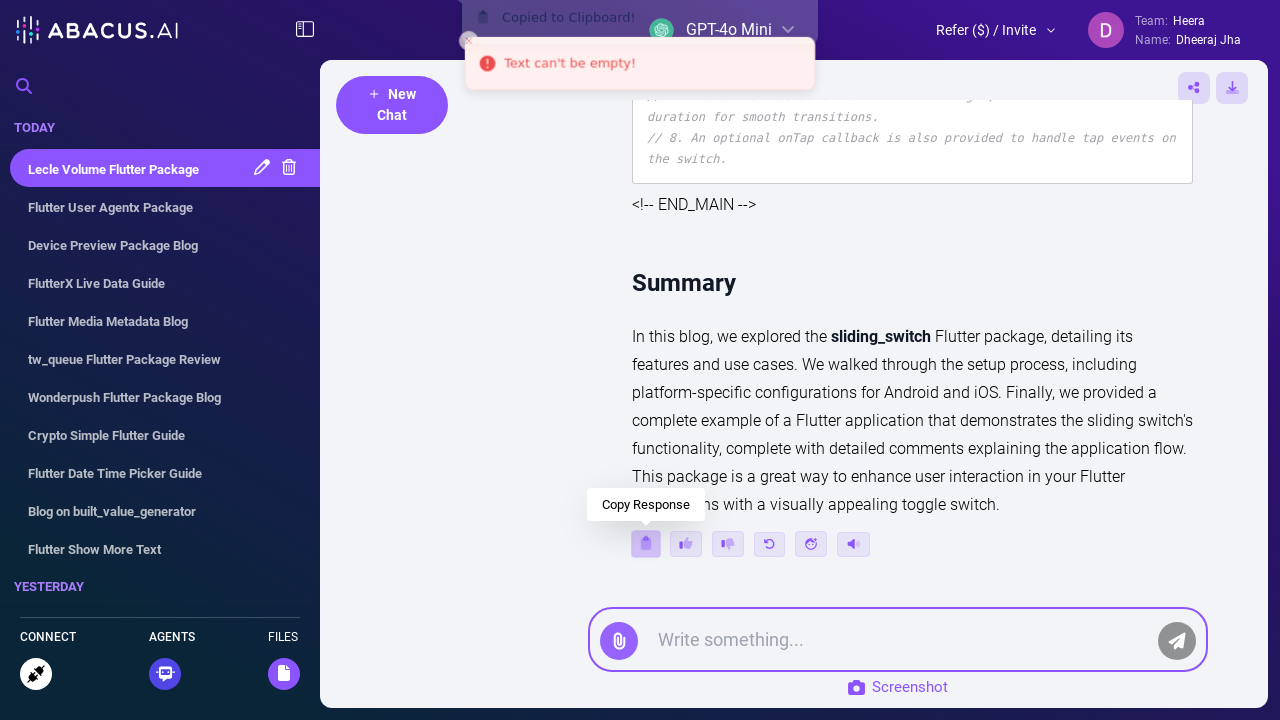 ABACUS.AI
Copied to Clipboard!
GPT-4o Mini
Refer ($) / Invite
D
Team: Heera
Name: Dheeraj Jha
Text can't be empty!
+ New
Chat
TODAY
Lecle Volume Flutter Package
Flutter User Agentx Package
Device Preview Package Blog
FlutterX Live Data Guide
Flutter Media Metadata Blog
tw_queue Flutter Package Review
Wonderpush Flutter Package Blog
Crypto Simple Flutter Guide
Flutter Date Time Picker Guide
Blog on built_value_generator
Flutter Show More Text
YESTERDAY
CONNECT
AGENTS
FILES
duration for smooth transitions.
// 8. An optional onTap callback is also provided to handle tap events on
the switch.
<!-- END_MAIN -->
Summary
In this blog, we explored the sliding_switch Flutter package, detailing its
features and use cases. We walked through the setup process, including
platform-specific configurations for Android and iOS. Finally, we provided a
complete example of a Flutter application that demonstrates the sliding switch's
functionality, complete with detailed comments explaining the application flow.
This package is a great way to enhance user interaction in your Flutter
with a visually appealing toggle switch.
Copy Response
Write something...
Screenshot